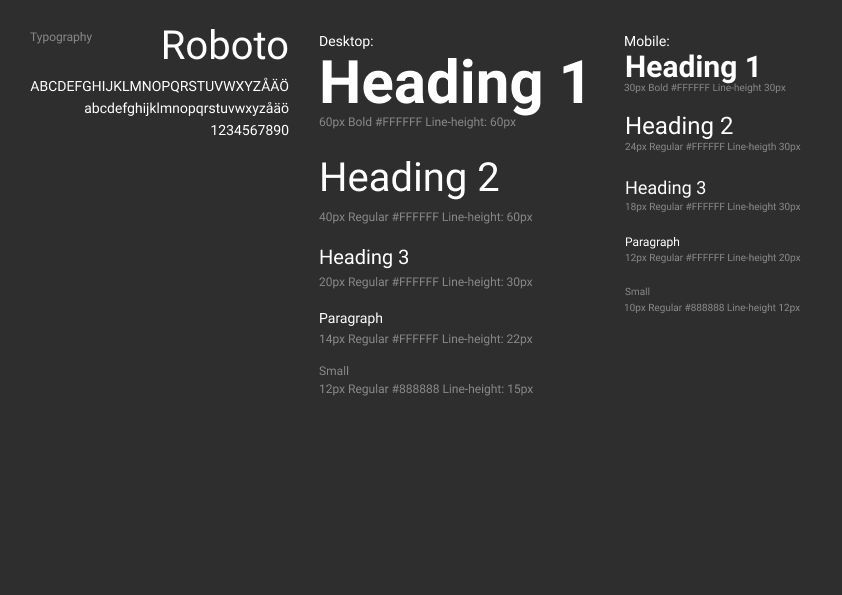 Typography
Roboto
ABCDEFGHIJKLMNOPQRSTUVWXYZÅÄÖ
abcdefghijklmnopqrstuvwxyzåäö
1234567890
Desktop:
Heading 1
60px Bold #FFFFFF Line-height: 60px
Heading 2
40px Regular #FFFFFF Line-height: 60px
Heading 3
20px Regular #FFFFFF Line-height: 30px
Paragraph
14px Regular #FFFFFF Line-height: 22px
Small
12px Regular #888888 Line-height: 15px
Mobile:
Heading 1
30px Bold #FFFFFF Line-height 30px
Heading 2
24px Regular #FFFFFF Line-heigth 30px
Heading 3
18px Regular #FFFFFF Line-height 30px
Paragraph
12px Regular #FFFFFF Line-height 20px
Small
10px Regular #888888 Line-height 12px